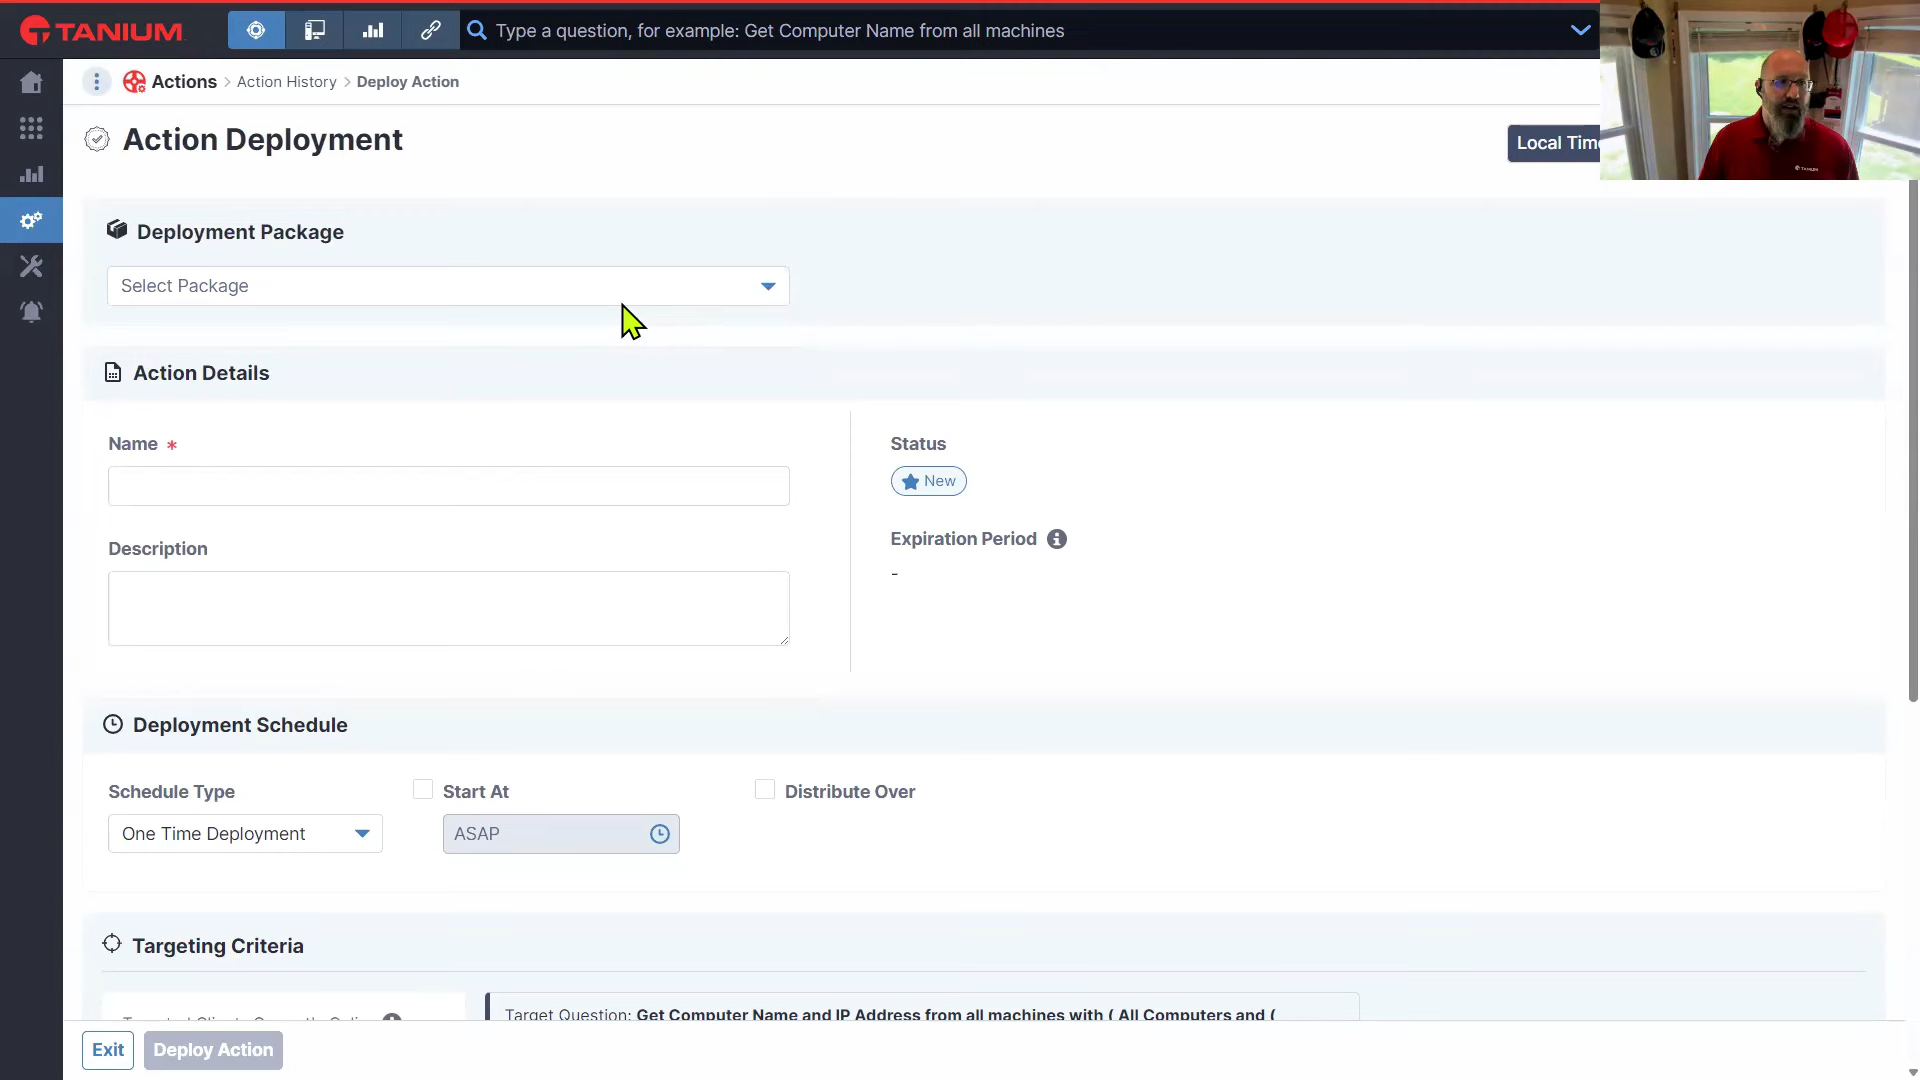 TANIUM
Type a question, for example: Get Computer Name from all machines
Actions > Action History > Deploy Action
Action Deployment
Local Time
Deployment Package
Select Package
Action Details
Name *
Status
New
Expiration Period
-
Description
Deployment Schedule
Schedule Type
Start At
Distribute Over
One Time Deployment
ASAP
Targeting Criteria
Target Question: Get Computer Name and IP Address from all machines with ( All Computers and (
Exit
Deploy Action